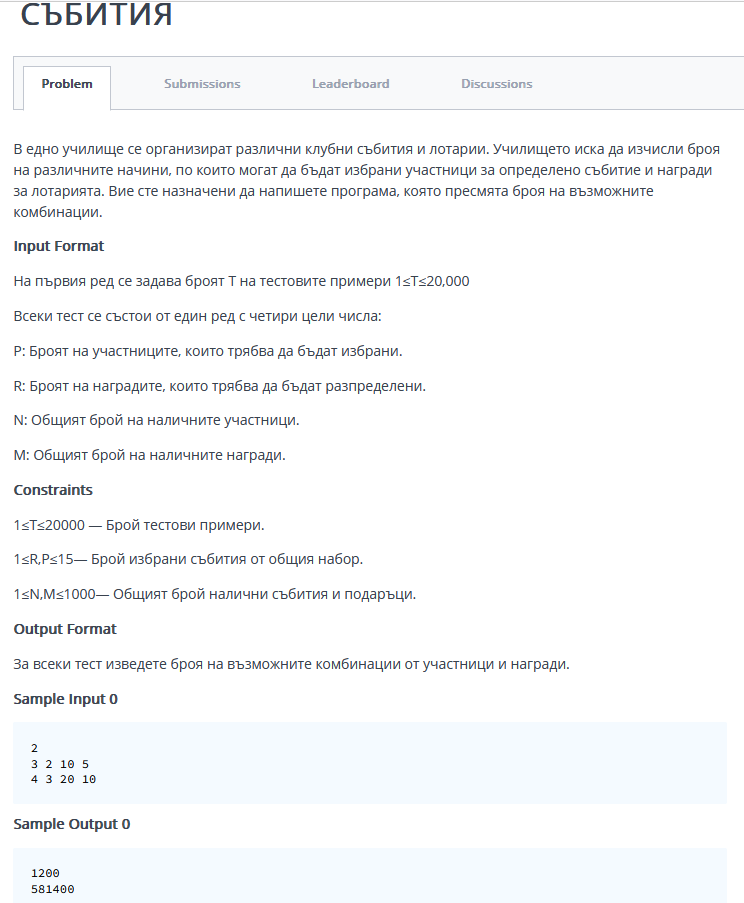 СЪБИТИЯ
Problem Submissions Leaderboard Discussions
В едно училище се организират различни клубни събития и лотарии. Училището иска да изчисли броя
на различните начини, по които могат да бъдат избрани участници за определено събитие и награди
за лотарията. Вие сте назначени да напишете програма, която пресмята броя на възможните
комбинации.
Input Format
На първия ред се задава броят T на тестовите примери 1≤T≤20,000
Всеки тест се състои от един ред с четири цели числа:
P: Броят на участниците, които трябва да бъдат избрани.
R: Броят на наградите, които трябва да бъдат разпределени.
N: Общият брой на наличните участници.
M: Общият брой на наличните награди.
Constraints
1≤T≤20000 — Брой тестови примери.
1≤R,P≤15— Брой избрани събития от общия набор.
1≤N,M≤1000— Общият брой налични събития и подаръци.
Output Format
За всеки тест изведете броя на възможните комбинации от участници и награди.
Sample Input 0
2
3 2 10 5
4 3 20 10
Sample Output 0
1200
581400